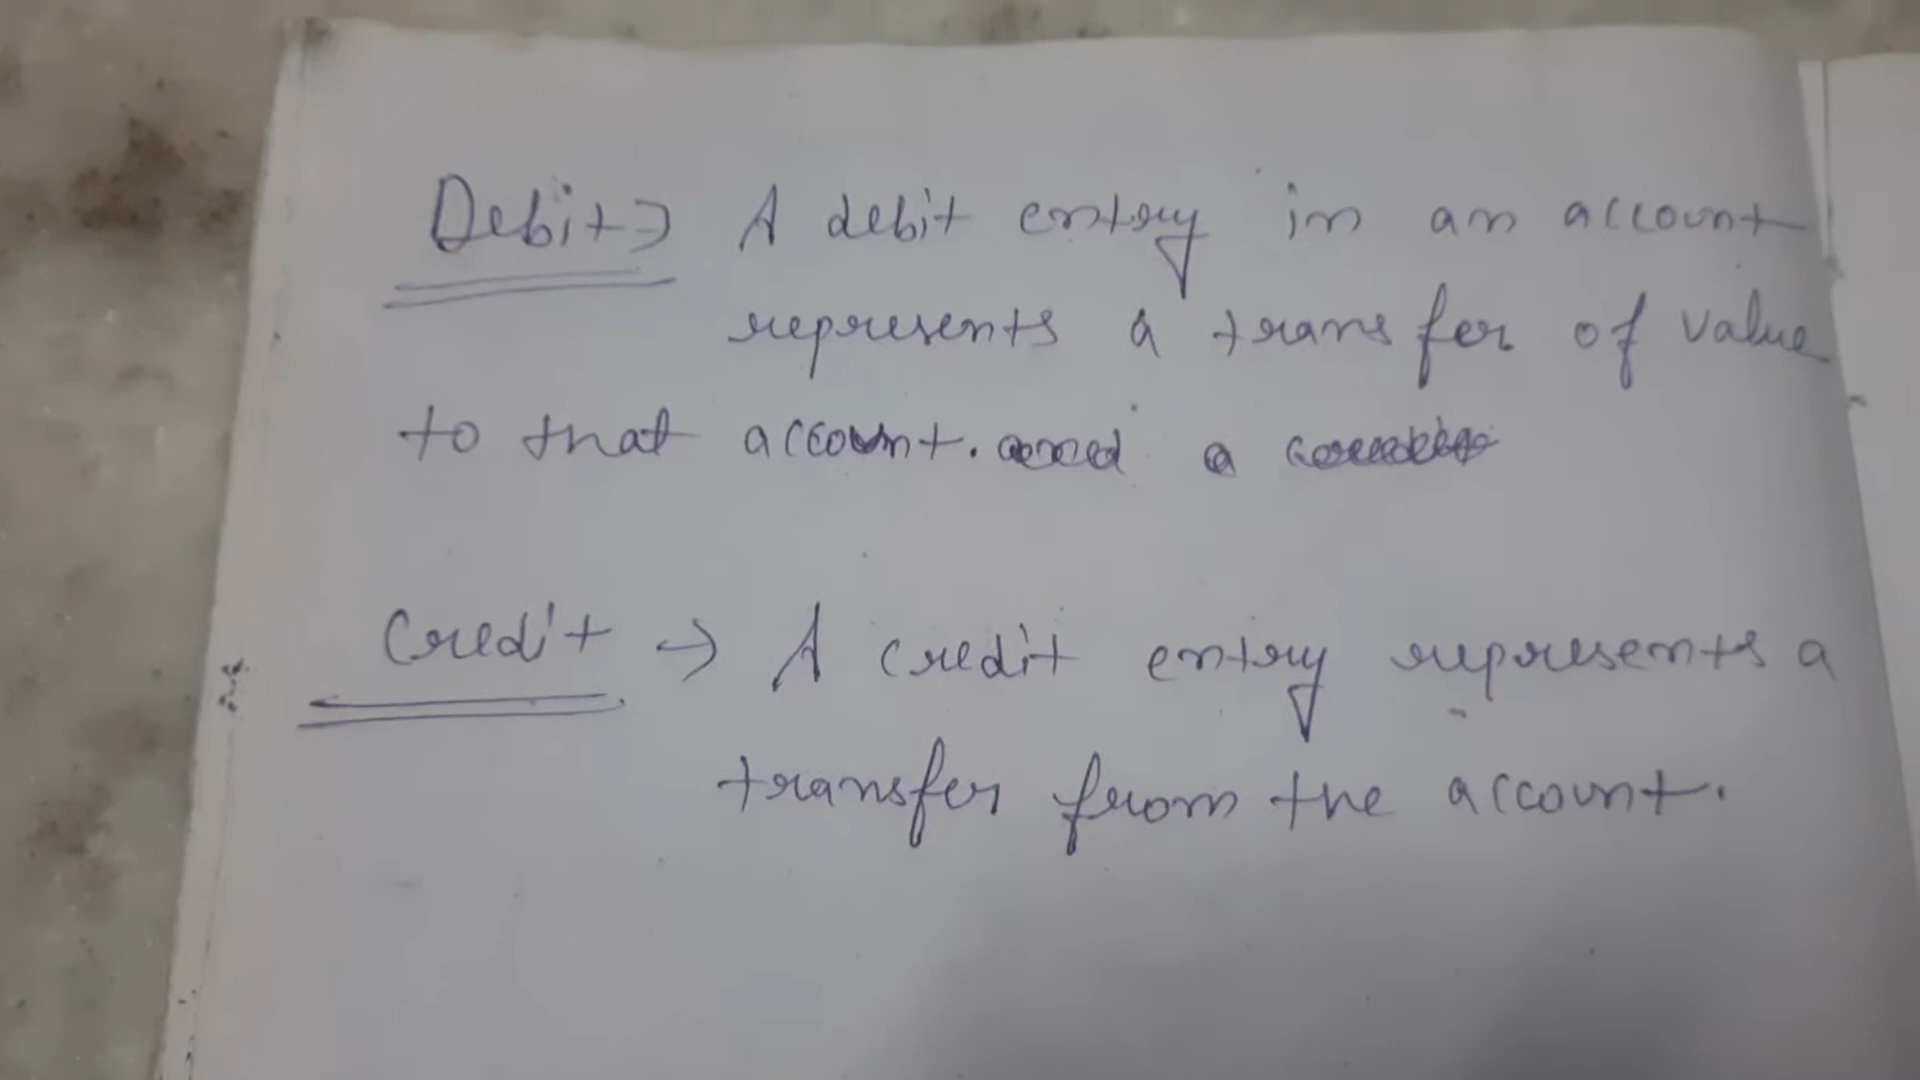 Debit → A debit entry in an account
represents a transfer of value
to that account. and a
Credit → A credit entry represents a
transfer from the account.